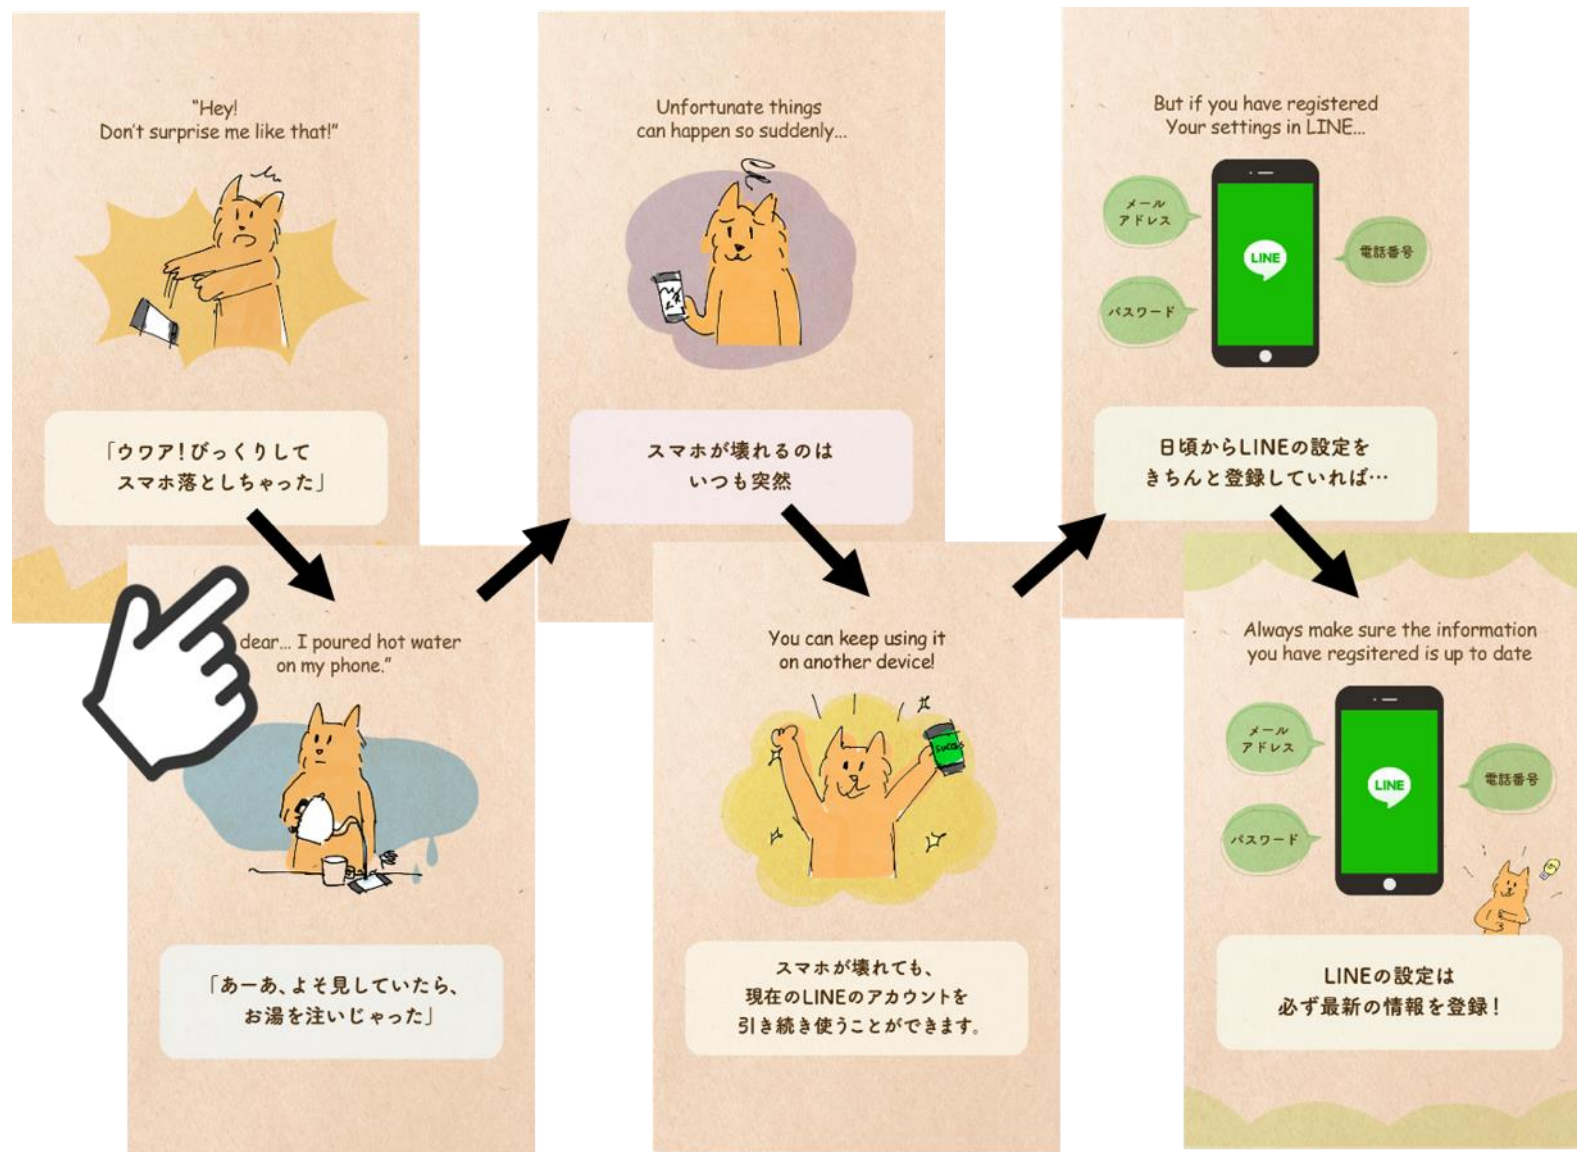 “Hey!
Don't surprise me like that!”
「ウワア！びっくりして
スマホ落としちゃった」
dear... I poured hot water
on my phone.”
「あーあ、よそ見していたら、
お湯を注いじゃった」
Unfortunate things
can happen so suddenly...
スマホが壊れるのは
いつも突然
You can keep using it
on another device!
success
スマホが壊れても、
現在のLINEのアカウントを
引き続き使うことができます。
But if you have registered
Your settings in LINE...
メール
アドレス
LINE
電話番号
パスワード
日頃からLINEの設定を
きちんと登録していれば…
Always make sure the information
you have regsitered is up to date
メール
アドレス
LINE
電話番号
パスワード
LINEの設定は
必ず最新の情報を登録！